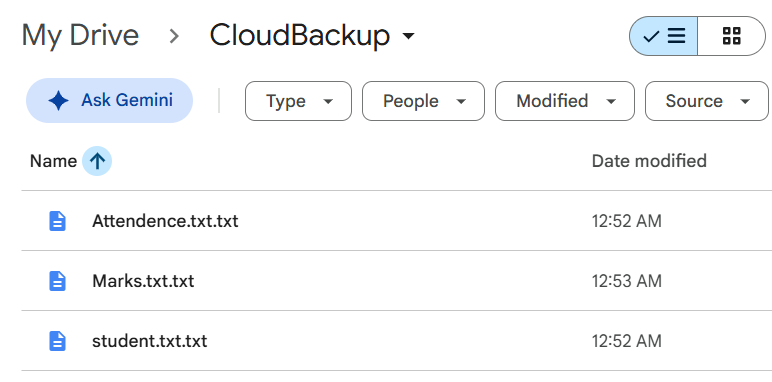 My Drive > CloudBackup
Ask Gemini Type People Modified Source
Name Date modified
Attendence.txt.txt 12:52 AM
Marks.txt.txt 12:53 AM
student.txt.txt 12:52 AM